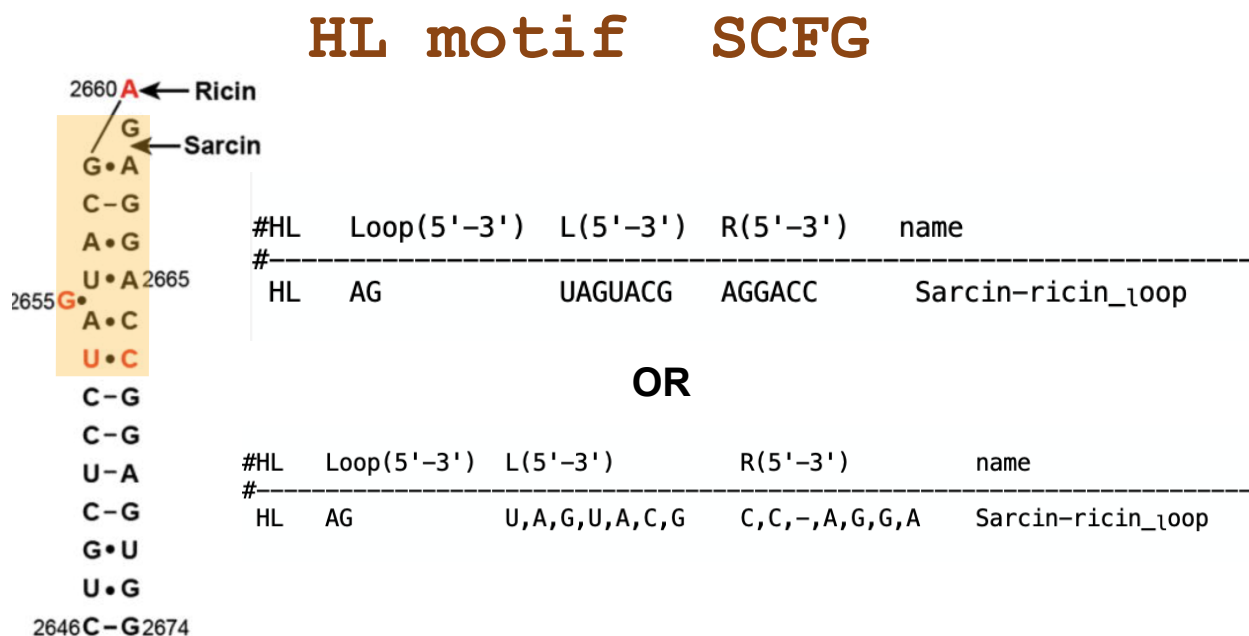 HL motif SCFG
2660 A Ricin
G
Sarcin
G•A
C–G
A•G
U•A 2665
2655 G•
A•C
U•C
C–G
C–G
U–A
C–G
G•U
U•G
2646 C–G 2674
#HL Loop(5'-3') L(5'-3') R(5'-3') name
#----------------------------------------------------------
HL AG UAGUACG AGGACC Sarcin-ricin_loop
OR
#HL Loop(5'-3') L(5'-3') R(5'-3') name
#----------------------------------------------------------
HL AG U,A,G,U,A,C,G C,C,-,A,G,G,A Sarcin-ricin_loop